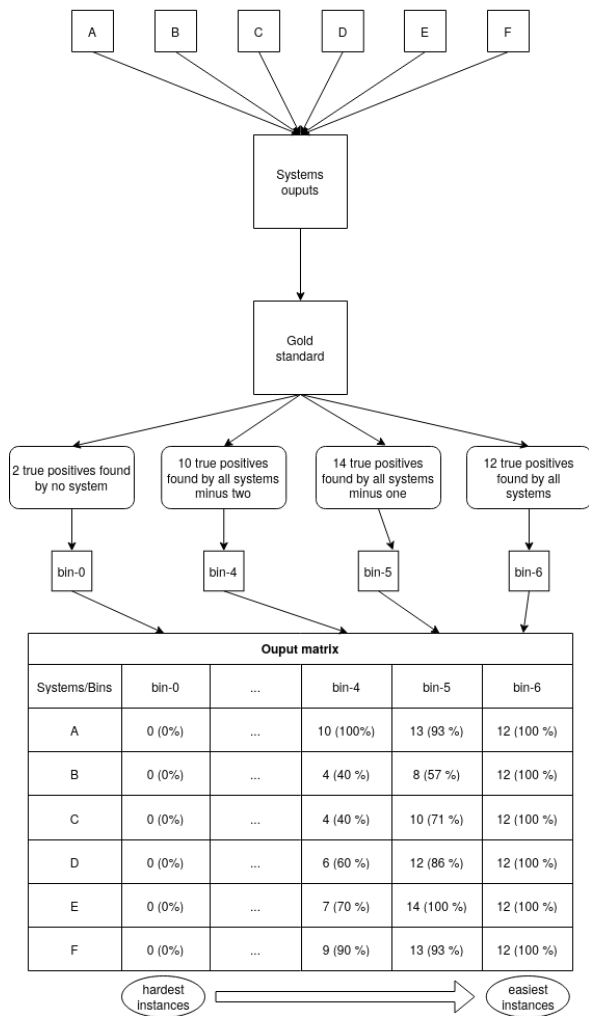 A B C D E F
Systems
ouputs
Gold
standard
2 true positives found
by no system
10 true positives
found by all systems
minus two
14 true positives
found by all systems
minus one
12 true positives
found by all
systems
bin-0 bin-4 bin-5 bin-6
Ouput matrix
Systems/Bins bin-0 ... bin-4 bin-5 bin-6
A 0 (0%) ... 10 (100%) 13 (93 %) 12 (100 %)
B 0 (0%) ... 4 (40 %) 8 (57 %) 12 (100 %)
C 0 (0%) ... 4 (40 %) 10 (71 %) 12 (100 %)
D 0 (0%) ... 6 (60 %) 12 (86 %) 12 (100 %)
E 0 (0%) ... 7 (70 %) 14 (100 %) 12 (100 %)
F 0 (0%) ... 9 (90 %) 13 (93 %) 12 (100 %)
hardest
instances
easiest
instances